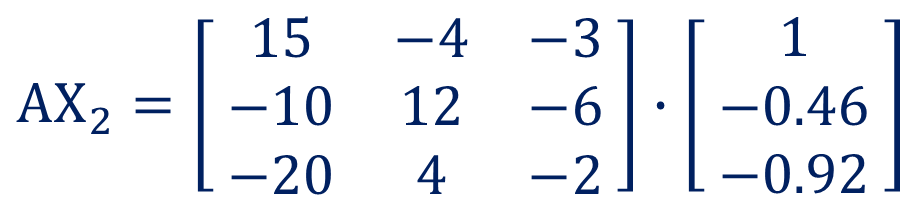 AX₂ = [ 15 −4 −3 ] · [ 1 ]
[ −10 12 −6 ] [ −0.46 ]
[ −20 4 −2 ] [ −0.92 ]